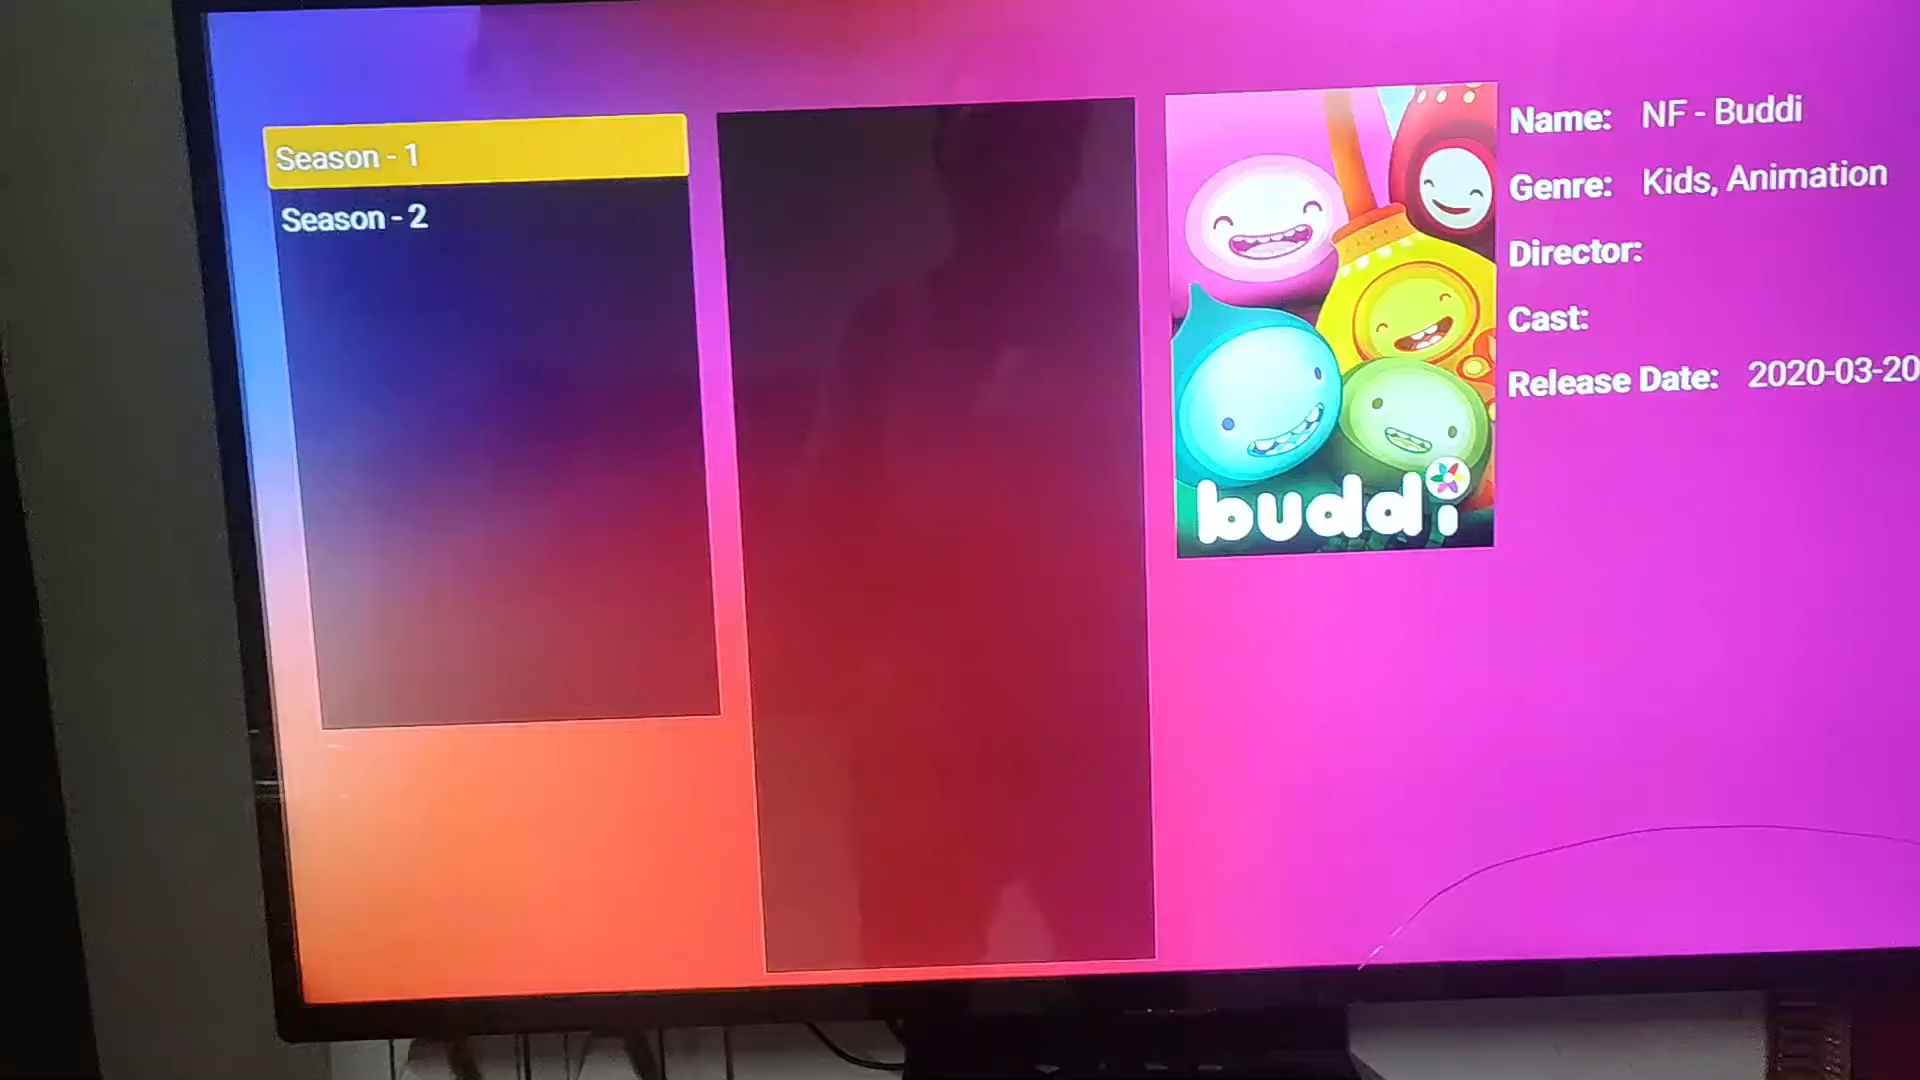 Season - 1
Season - 2
buddi
Name: NF - Buddi
Genre: Kids, Animation
Director:
Cast:
Release Date: 2020-03-20